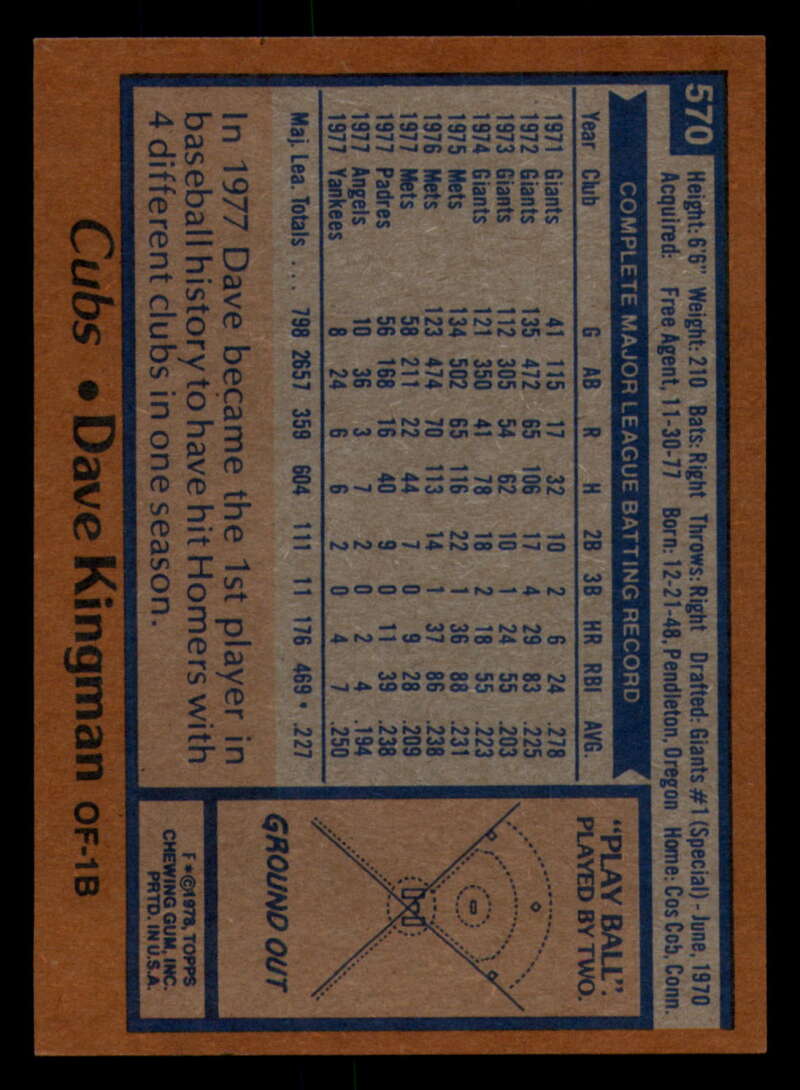 570
Height: 6'6" Weight: 210 Bats: Right Throws: Right Drafted: Giants #1 (Special) - June, 1970
Acquired: Free Agent, 11-30-77 Born: 12-21-48, Pendleton, Oregon Home: Cos Cob, Conn.
COMPLETE MAJOR LEAGUE BATTING RECORD
Year Club G AB R H 2B 3B HR RBI AVG.
1971 Giants 41 115 17 32 10 2 6 24 .278
1972 Giants 135 472 65 106 17 4 29 83 .225
1973 Giants 112 305 54 62 10 1 24 55 .203
1974 Giants 121 350 41 78 18 2 18 55 .223
1975 Mets 134 502 65 116 22 1 36 88 .231
1976 Mets 123 474 70 113 14 1 37 86 .238
1977 Mets 58 211 22 44 7 0 9 28 .209
1977 Padres 56 168 16 40 9 0 11 39 .238
1977 Angels 10 36 3 7 2 0 2 4 .194
1977 Yankees 8 24 6 6 2 0 4 7 .250
Maj. Lea. Totals ... 798 2657 359 604 111 11 176 469 • .227
In 1977 Dave became the 1st player in
baseball history to have hit Homers with
4 different clubs in one season.
"PLAY BALL".
PLAYED BY TWO.
GROUND OUT
F*©1978, TOPPS
CHEWING GUM, INC.
PRTD. IN U.S.A.
Cubs • Dave Kingman OF-1B